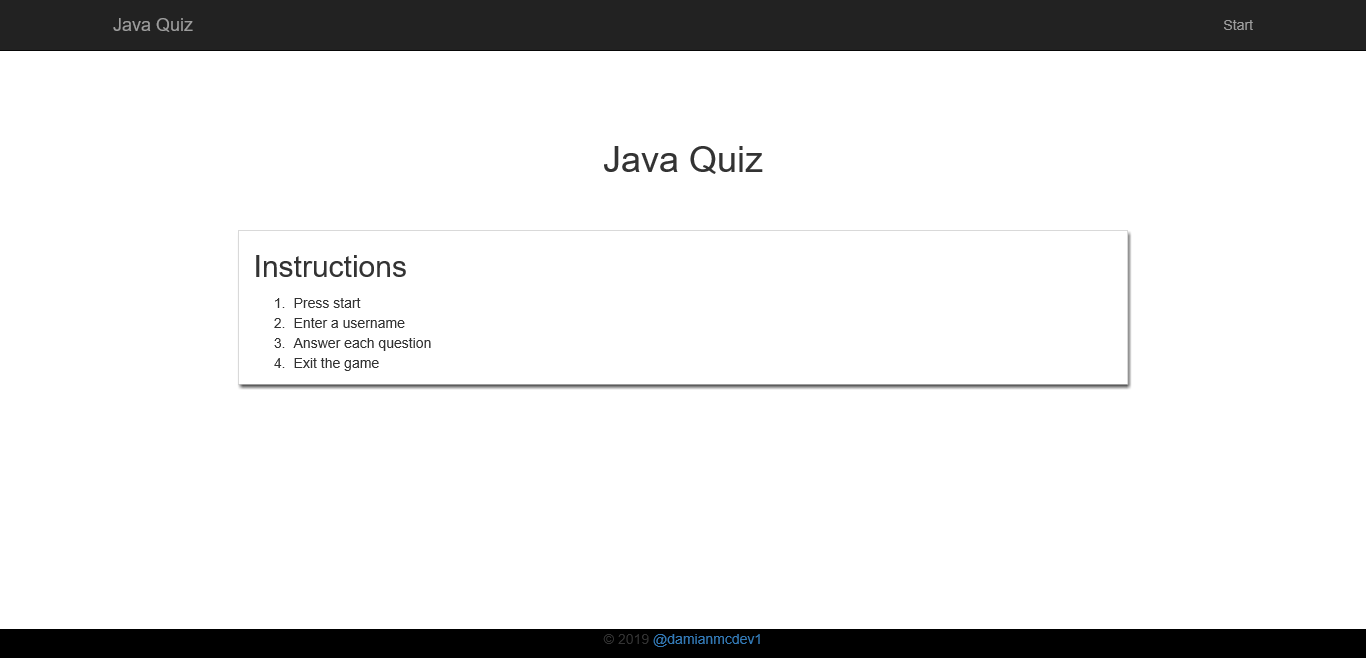 Java Quiz
Start
Java Quiz
Instructions
1. Press start
2. Enter a username
3. Answer each question
4. Exit the game
© 2019 @damianmcdev1